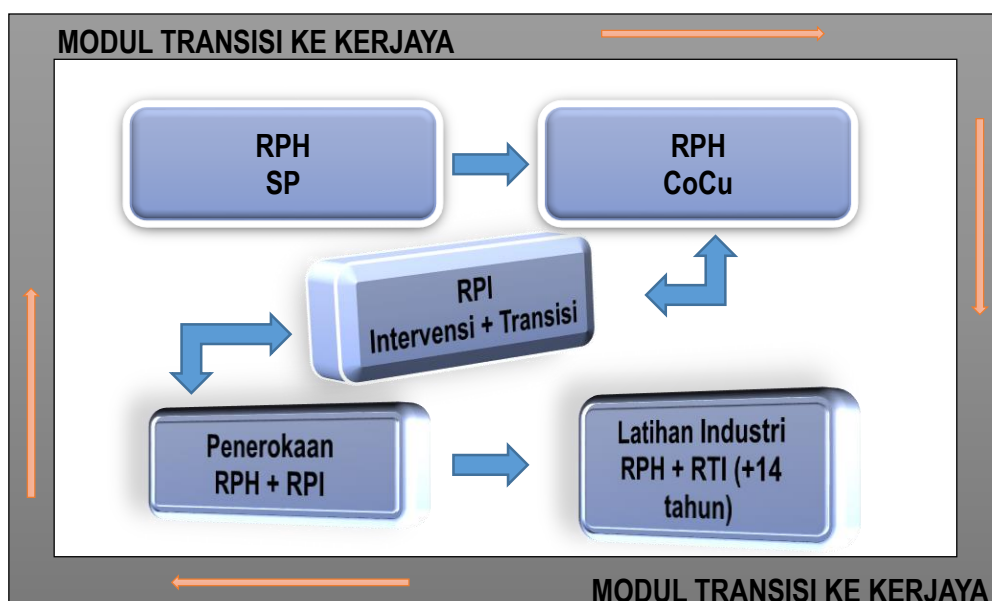 MODUL TRANSISI KE KERJAYA
RPH
SP
RPH
CoCu
RPI
Intervensi + Transisi
Penerokaan
RPH + RPI
Latihan Industri
RPH + RTI (+14
tahun)
MODUL TRANSISI KE KERJAYA